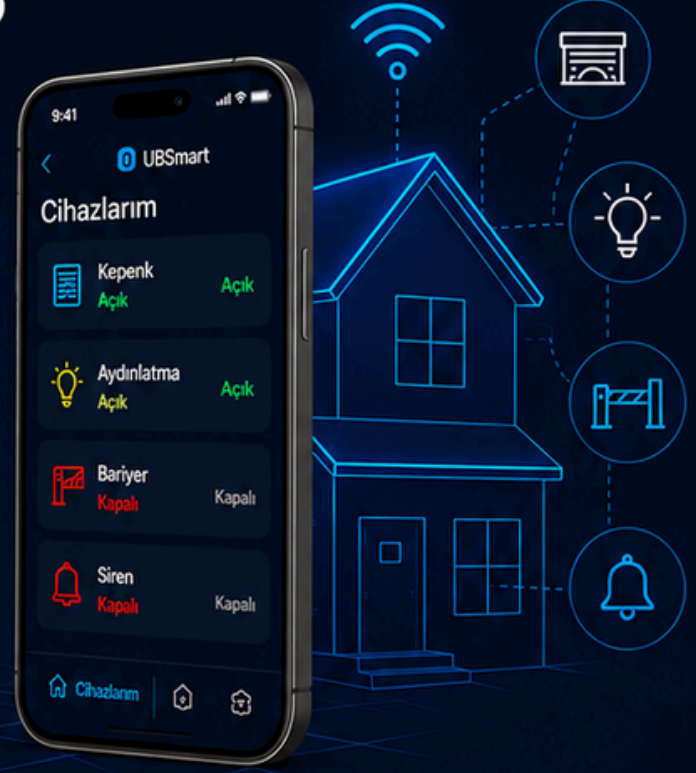 9:41
UBSmart
Cihazlarım
Kepenk
Açık
Açık
Aydınlatma
Açık
Açık
Bariyer
Kapalı
Kapalı
Siren
Kapalı
Kapalı
Cihazlarım